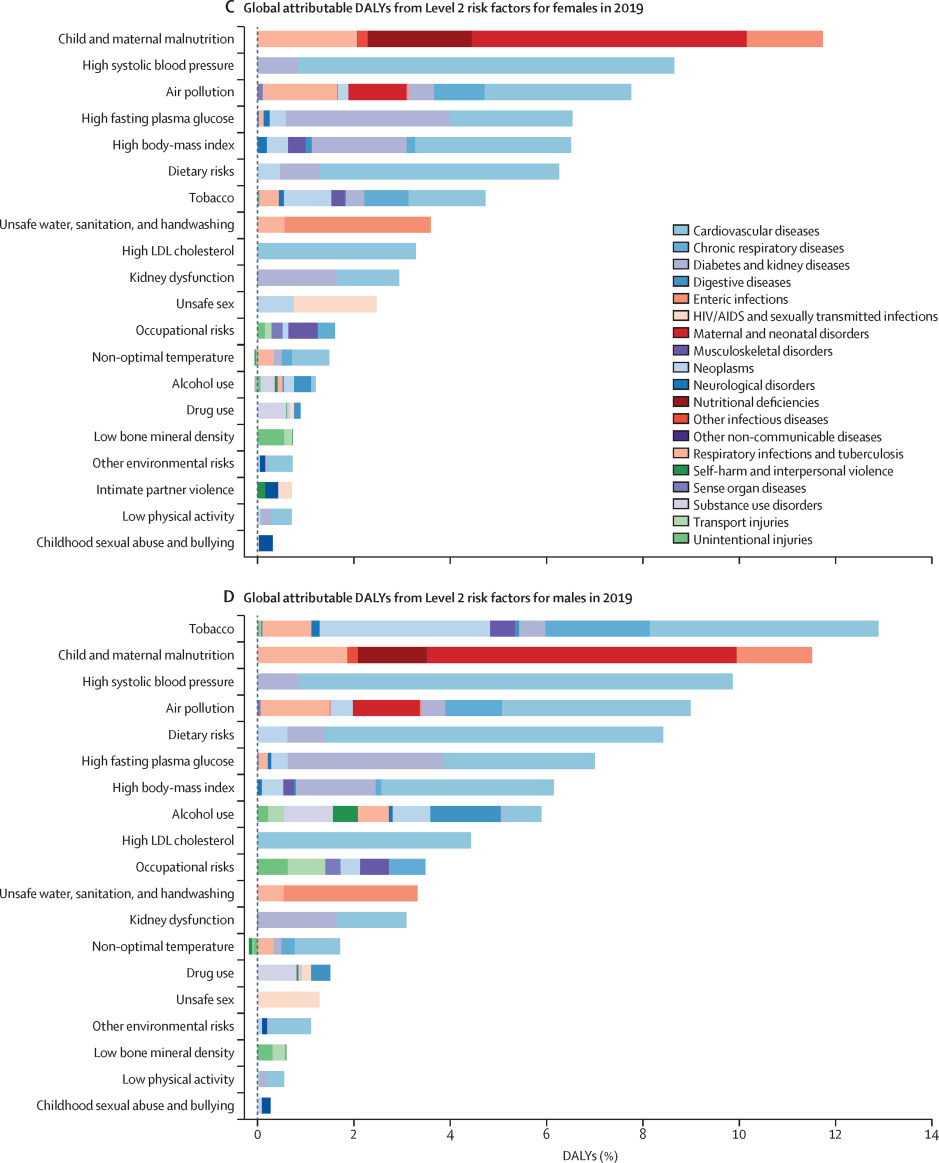 C Global attributable DALYs from Level 2 risk factors for females in 2019
Child and maternal malnutrition
High systolic blood pressure
Air pollution
High fasting plasma glucose
High body-mass index
Dietary risks
Tobacco
Unsafe water, sanitation, and handwashing
High LDL cholesterol
Kidney dysfunction
Unsafe sex
Occupational risks
Non-optimal temperature
Alcohol use
Drug use
Low bone mineral density
Other environmental risks
Intimate partner violence
Low physical activity
Childhood sexual abuse and bullying
Cardiovascular diseases
Chronic respiratory diseases
Diabetes and kidney diseases
Digestive diseases
Enteric infections
HIV/AIDS and sexually transmitted infections
Maternal and neonatal disorders
Musculoskeletal disorders
Neoplasms
Neurological disorders
Nutritional deficiencies
Other infectious diseases
Other non-communicable diseases
Respiratory infections and tuberculosis
Self-harm and interpersonal violence
Sense organ diseases
Substance use disorders
Transport injuries
Unintentional injuries
D Global attributable DALYs from Level 2 risk factors for males in 2019
Tobacco
Child and maternal malnutrition
High systolic blood pressure
Air pollution
Dietary risks
High fasting plasma glucose
High body-mass index
Alcohol use
High LDL cholesterol
Occupational risks
Unsafe water, sanitation, and handwashing
Kidney dysfunction
Non-optimal temperature
Drug use
Unsafe sex
Other environmental risks
Low bone mineral density
Low physical activity
Childhood sexual abuse and bullying
0 2 4 6 8 10 12 14
DALYs (%)